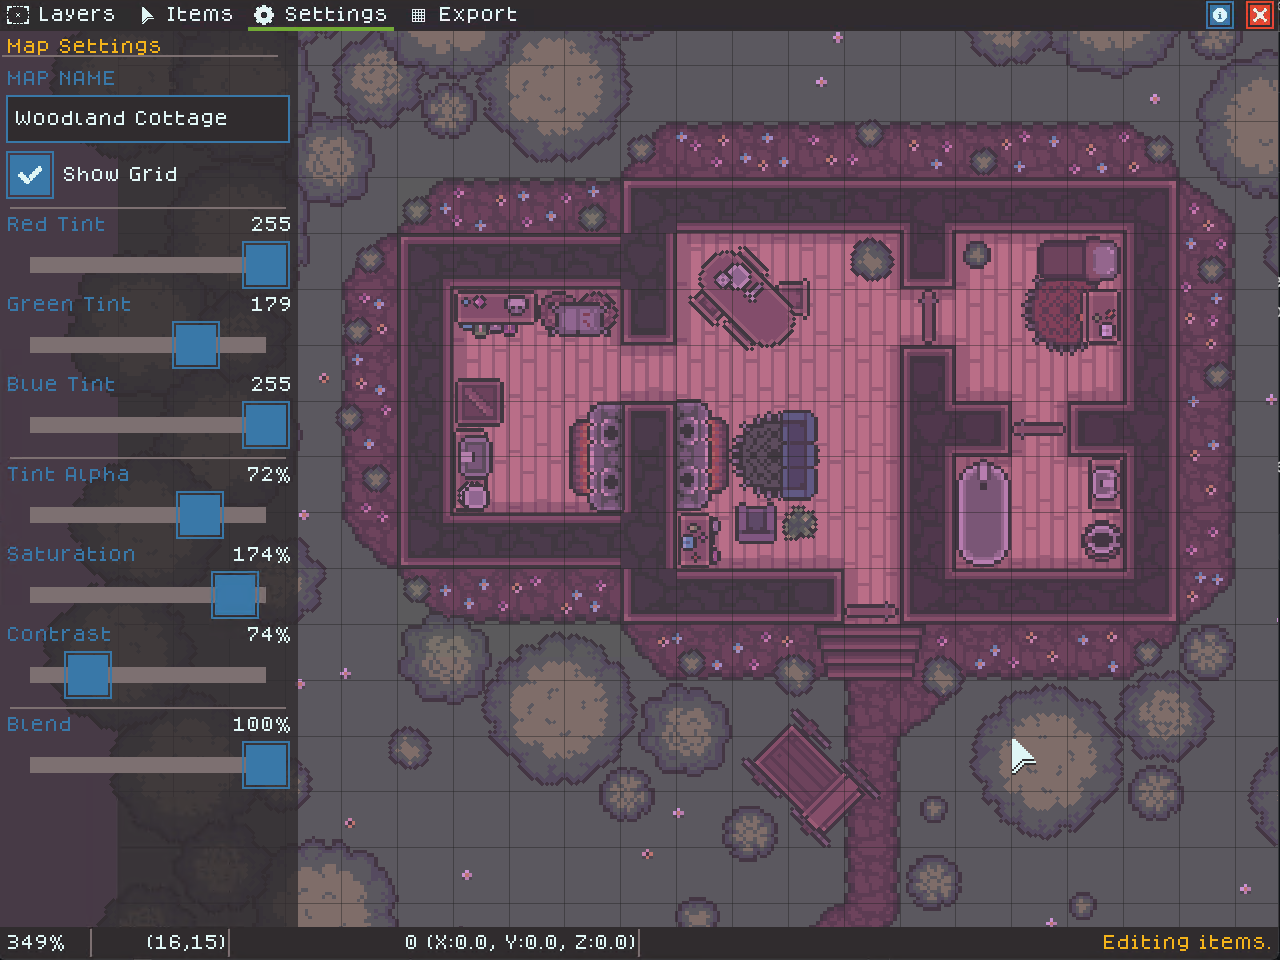 Layers Items Settings Export
Map Settings
MAP NAME
Woodland Cottage
Show Grid
Red Tint 255
Green Tint 179
Blue Tint 255
Tint Alpha 72%
Saturation 174%
Contrast 74%
Blend 100%
349% (16,15) 0 (X:0.0, Y:0.0, Z:0.0) Editing items.